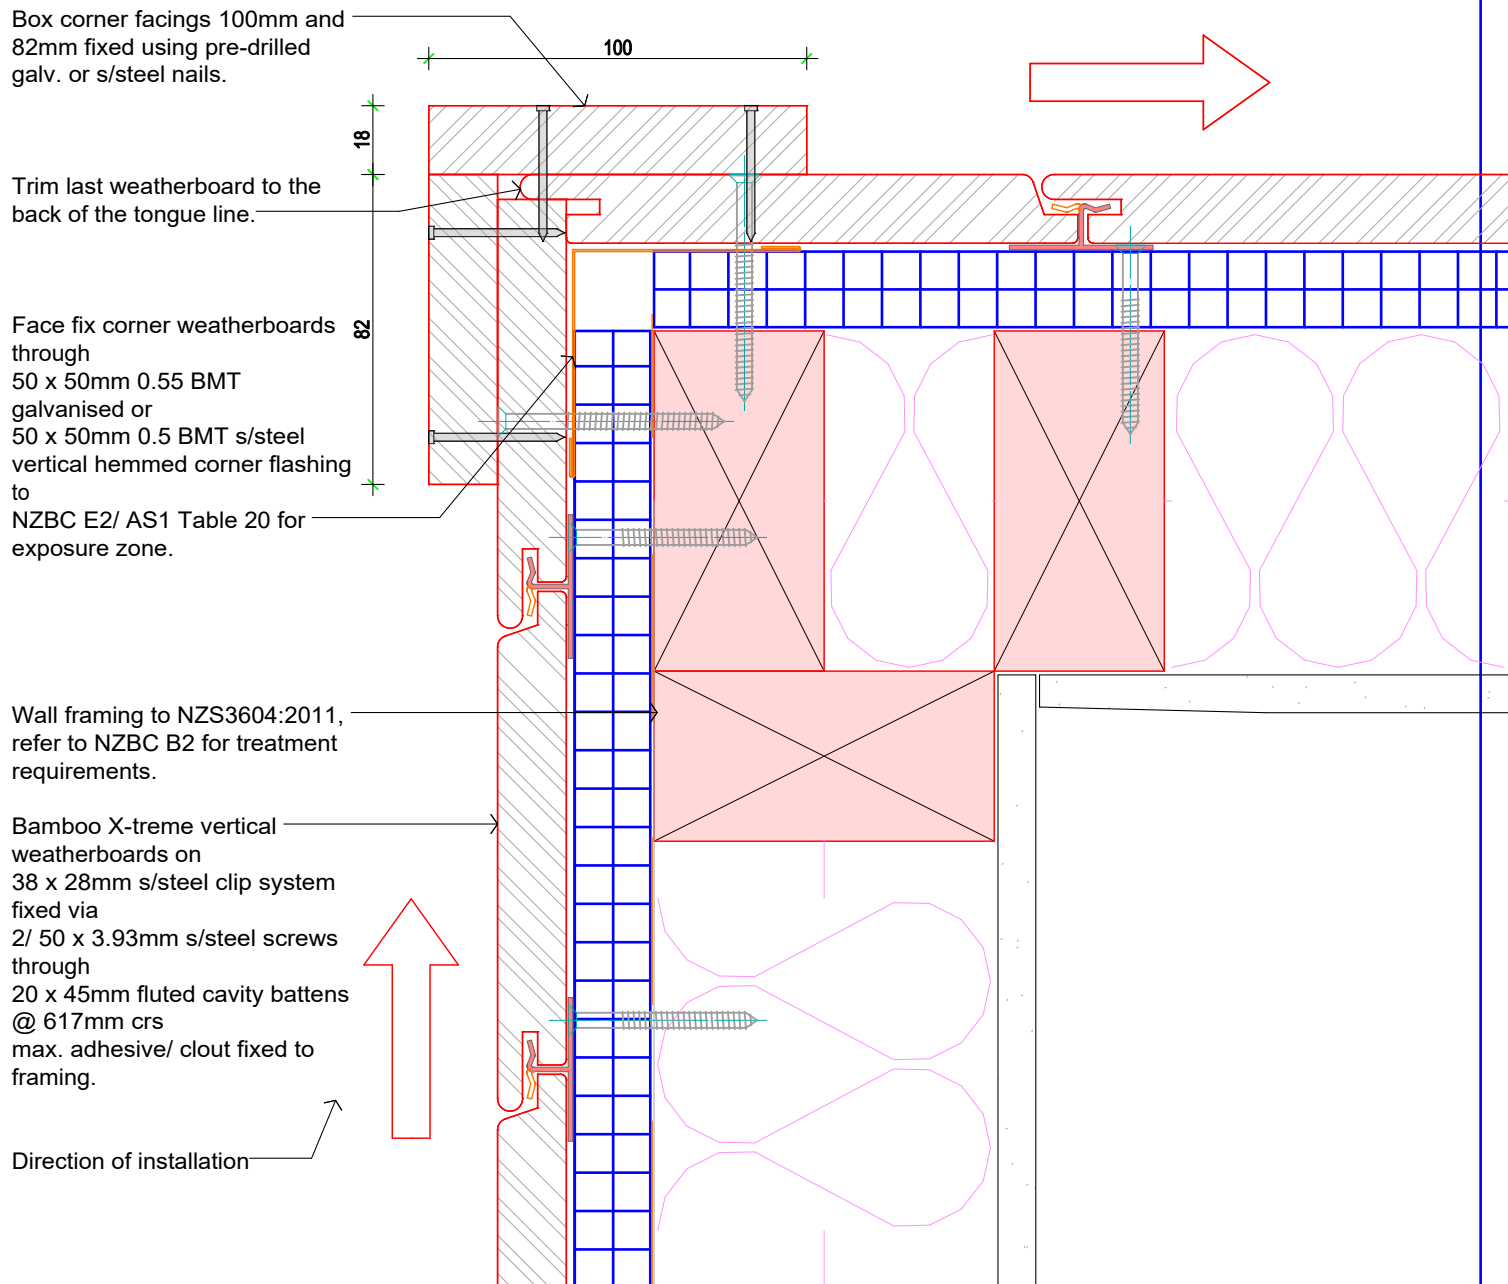 Box corner facings 100mm and
82mm fixed using pre-drilled
galv. or s/steel nails.
100
18
Trim last weatherboard to the
back of the tongue line.
82
Face fix corner weatherboards
through
50 x 50mm 0.55 BMT
galvanised or
50 x 50mm 0.5 BMT s/steel
vertical hemmed corner flashing
to
NZBC E2/ AS1 Table 20 for
exposure zone.
Wall framing to NZS3604:2011,
refer to NZBC B2 for treatment
requirements.
Bamboo X-treme vertical
weatherboards on
38 x 28mm s/steel clip system
fixed via
2/ 50 x 3.93mm s/steel screws
through
20 x 45mm fluted cavity battens
@ 617mm crs
max. adhesive/ clout fixed to
framing.
Direction of installation